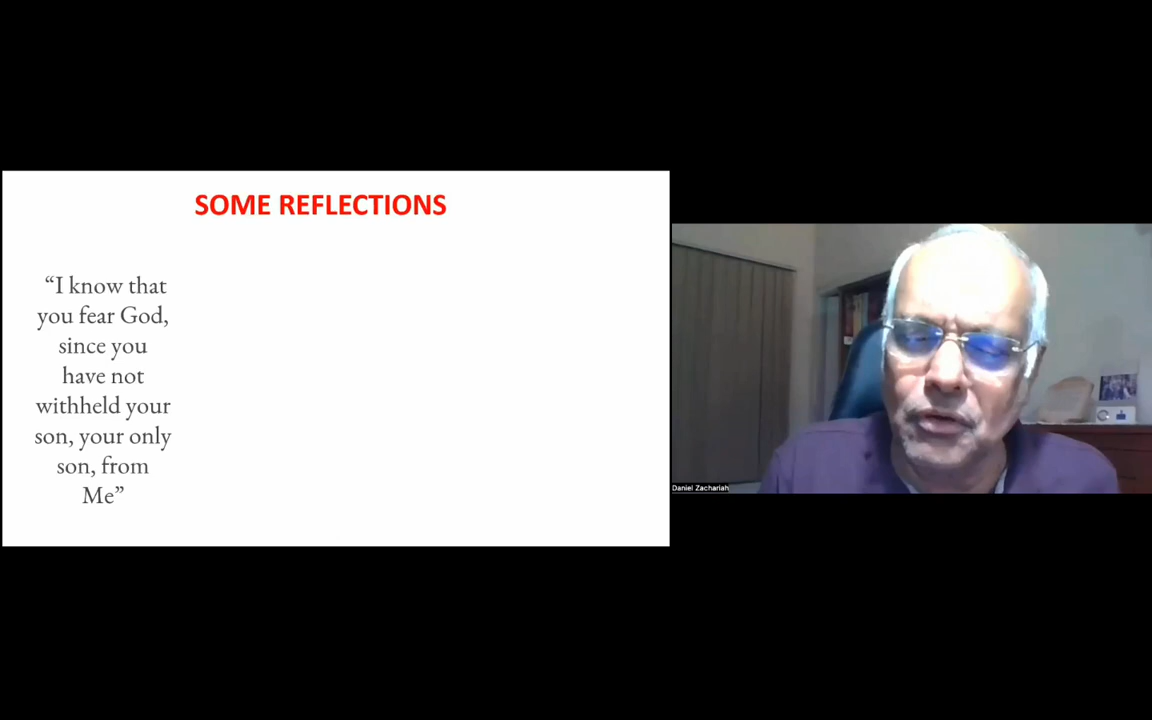 SOME REFLECTIONS
“I know that
you fear God,
since you
have not
withheld your
son, your only
son, from
Me”
Daniel Zachariah